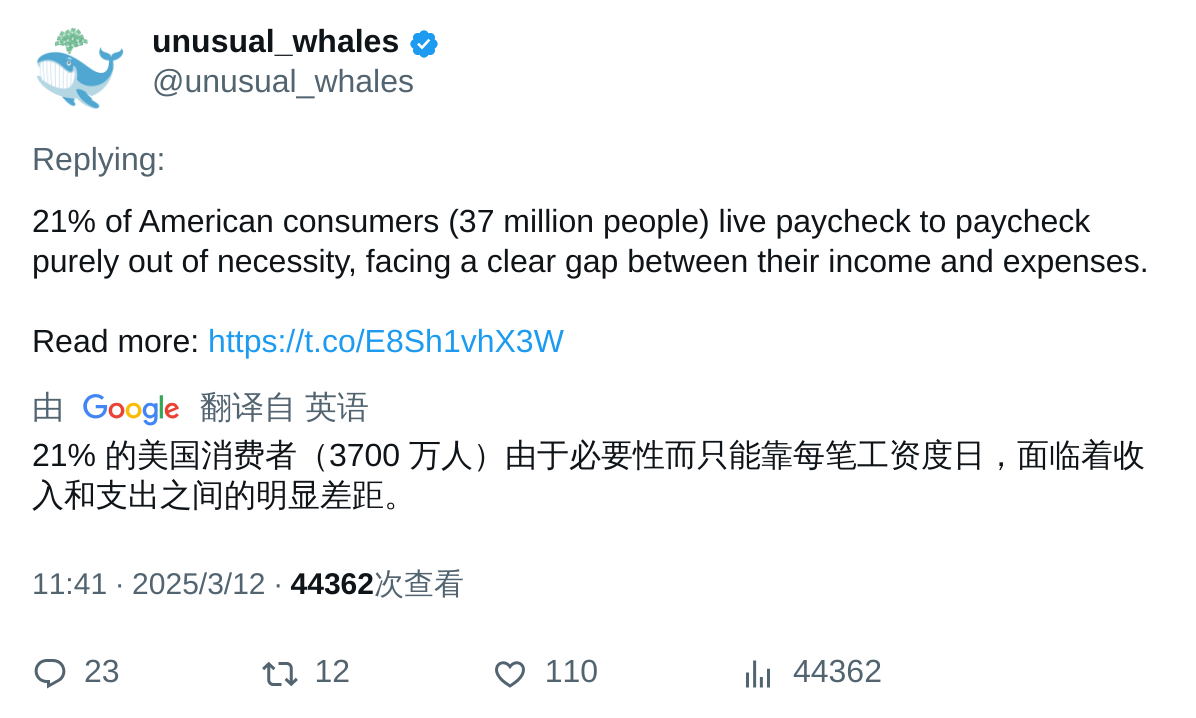 unusual_whales
@unusual_whales
Replying:
21% of American consumers (37 million people) live paycheck to paycheck
purely out of necessity, facing a clear gap between their income and expenses.
Read more: https://t.co/E8Sh1vhX3W
由 Google 翻译自 英语
21% 的美国消费者（3700 万人）由于必要性而只能靠每笔工资度日，面临着收
入和支出之间的明显差距。
11:41 · 2025/3/12 · 44362次查看
23 12 110 44362